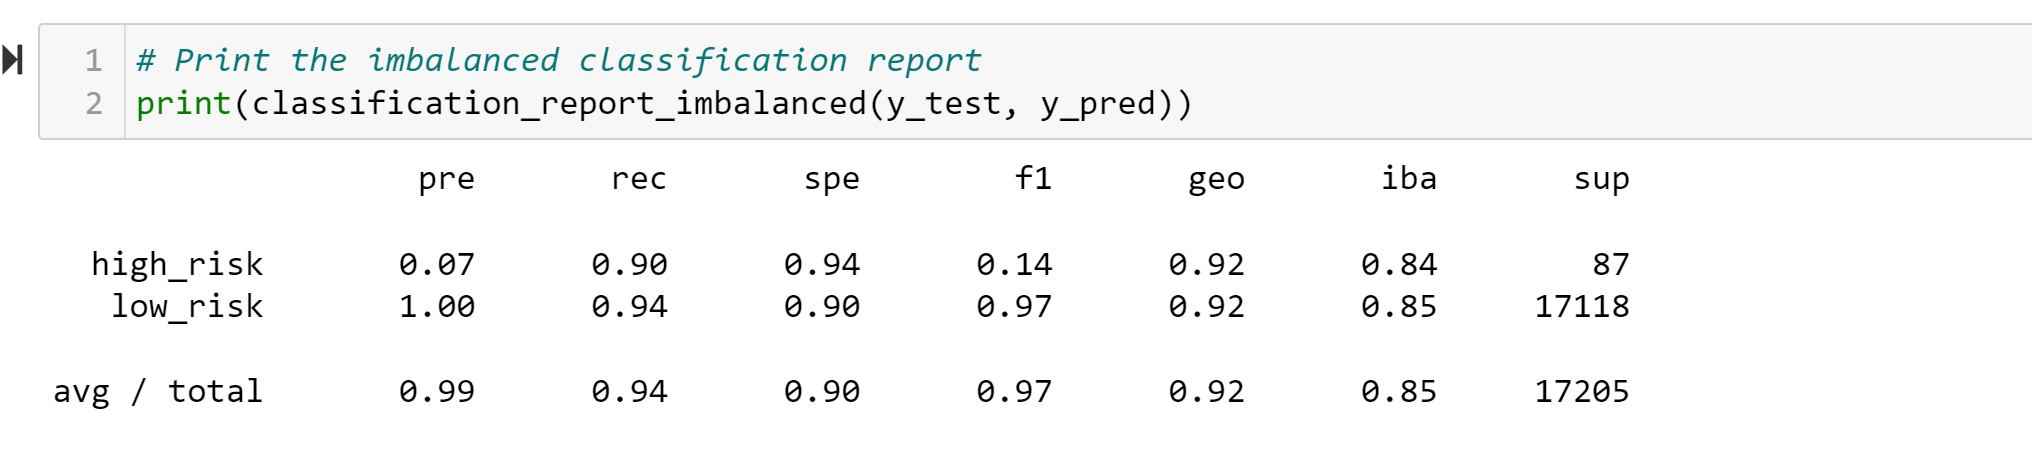 1 # Print the imbalanced classification report
2 print(classification_report_imbalanced(y_test, y_pred))
pre rec spe f1 geo iba sup
high_risk 0.07 0.90 0.94 0.14 0.92 0.84 87
low_risk 1.00 0.94 0.90 0.97 0.92 0.85 17118
avg / total 0.99 0.94 0.90 0.97 0.92 0.85 17205